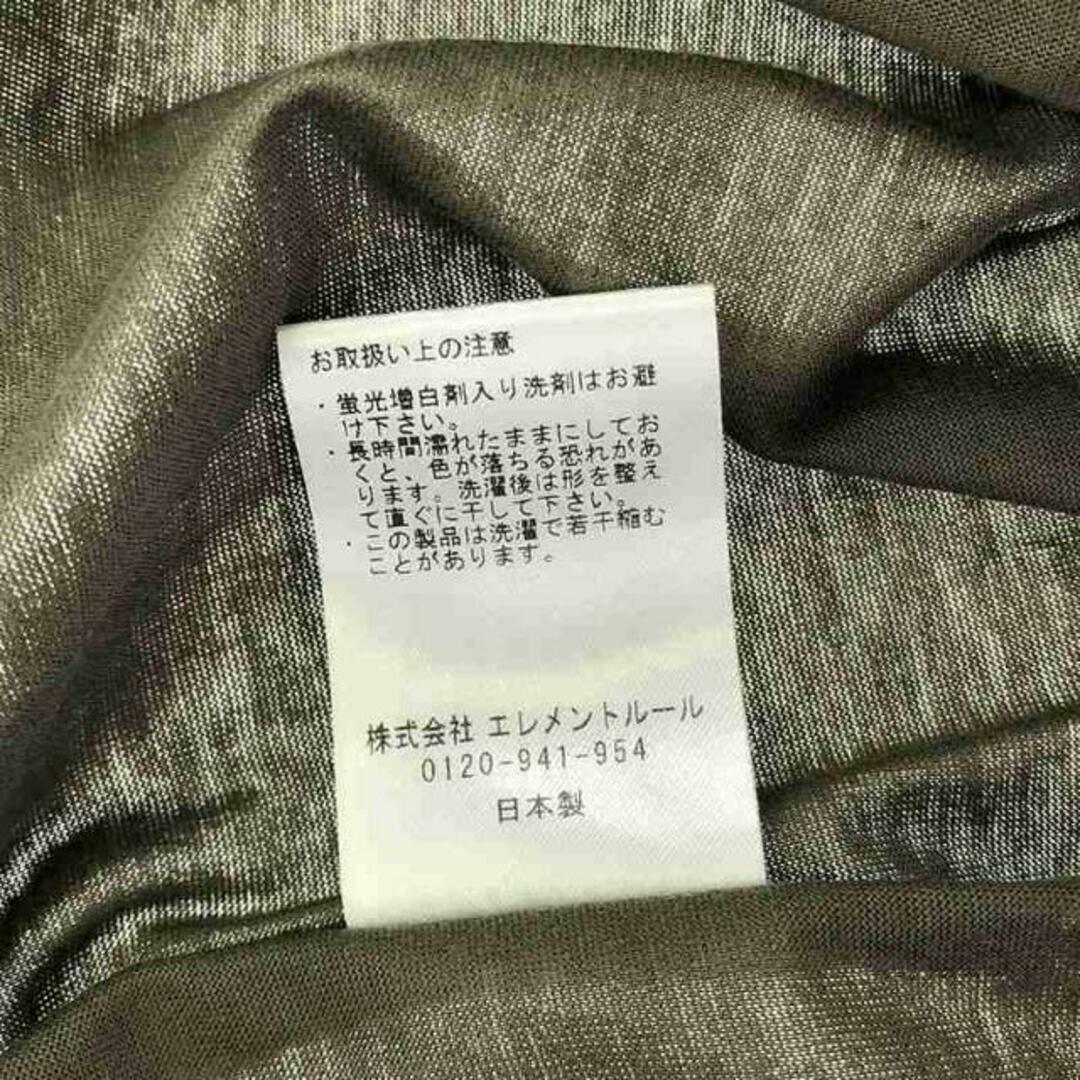 お取扱い上の注意
・蛍光増白剤入り洗剤はお避
け下さい。
・長時間濡れたままにしてお
くと、色が落ちる恐れがあ
ります。洗濯後は形を整え
て直ぐに干して下さい。
・この製品は洗濯で若干縮む
ことがあります。
株式会社 エレメントルール
0120-941-954
日本製